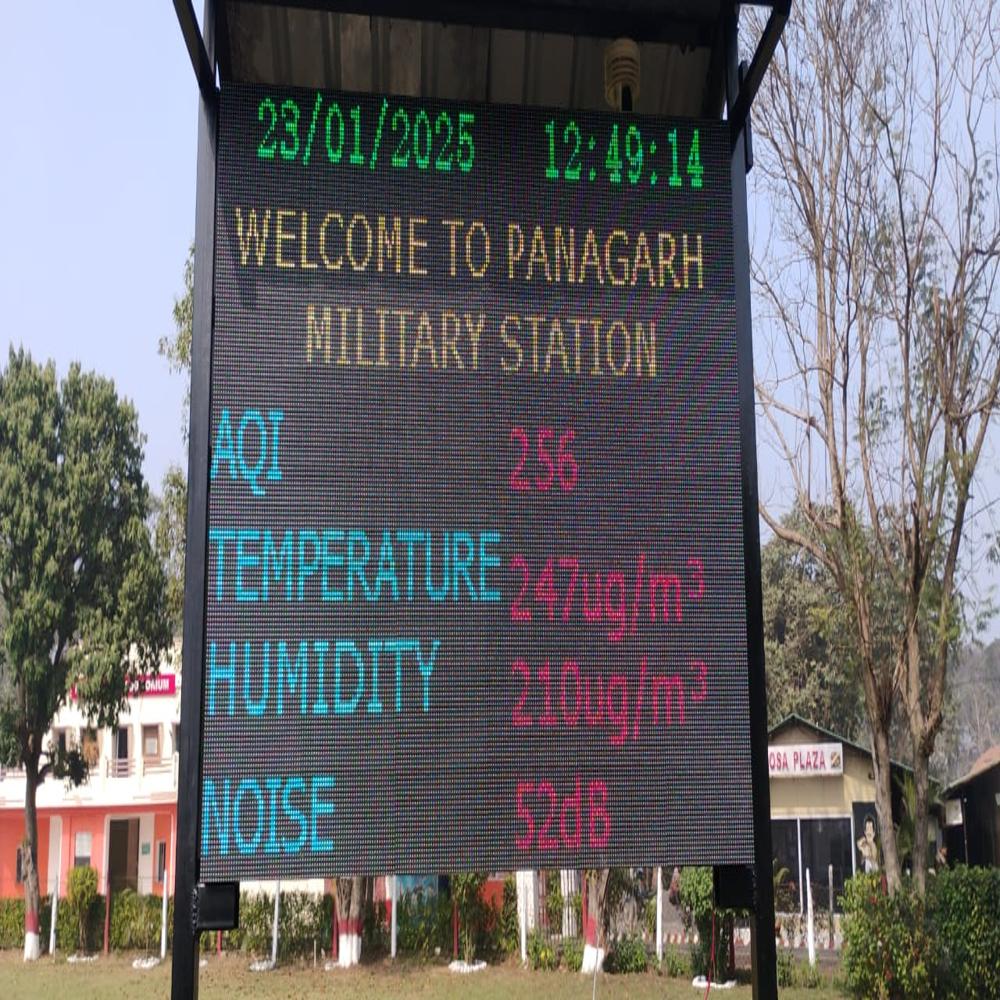 23/01/2025 12:49:14
WELCOME TO PANAGARH
MILITARY STATION
AQI 256
TEMPERATURE 247ug/m³
HUMIDITY 210ug/m³
NOISE 52dB
OSA PLAZA